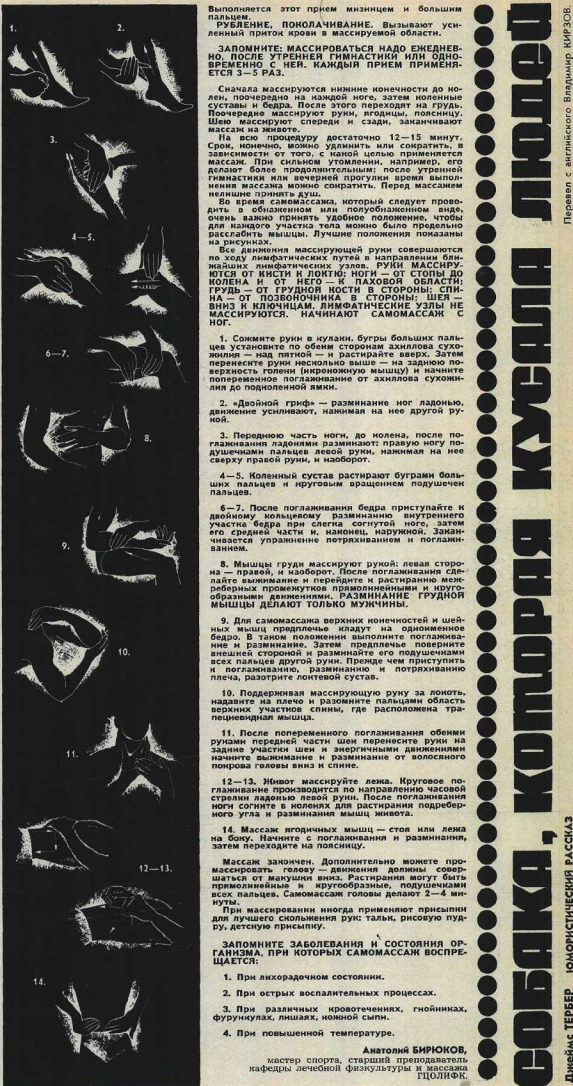 Выполняется этот прием мизинцем и большим
пальцем.
РУБЛЕНИЕ, ПОКОЛАЧИВАНИЕ. Вызывают уси-
ленный приток крови в массируемой области.
ЗАПОМНИТЕ: МАССИРОВАТЬСЯ НАДО ЕЖЕДНЕВ-
НО, ПОСЛЕ УТРЕННЕЙ ГИМНАСТИКИ ИЛИ ОДНО-
ВРЕМЕННО С НЕЙ. КАЖДЫЙ ПРИЕМ ПРИМЕНЯ-
ЕТСЯ 3—5 РАЗ.
Сначала массируются нижние конечности до ко-
лен, поочередно на каждой ноге, затем коленные
суставы и бедра. После этого переходят на грудь.
Поочередно массируют руки, ягодицы, поясницу.
Шею массируют спереди и сзади, заканчивают
массаж на животе.
На всю процедуру достаточно 12—15 минут.
Срок, конечно, можно удлинить или сократить, в
зависимости от того, с какой целью применяется
массаж. При сильном утомлении, например, его
делают более продолжительным; после утренней
гимнастики или вечерней прогулки время выпол-
нения массажа можно сократить. Перед массажем
нелишне принять душ.
Во время самомассажа, который следует прово-
дить в обнаженном или полуобнаженном виде,
очень важно принять удобное положение, чтобы
для каждого участка тела можно было предельно
расслабить мышцы. Лучшие положения показаны
на рисунках.
Все движения массирующей руки совершаются
по ходу лимфатических путей в направлении бли-
жайших лимфатических узлов. РУКИ МАССИРУ-
ЮТСЯ ОТ КИСТИ К ЛОКТЮ; НОГИ — ОТ СТОПЫ ДО
КОЛЕНА И ОТ НЕГО — К ПАХОВОЙ ОБЛАСТИ;
ГРУДЬ — ОТ ГРУДНОЙ КОСТИ В СТОРОНЫ; СПИ-
НА — ОТ ПОЗВОНОЧНИКА В СТОРОНЫ; ШЕЯ —
ВНИЗ К КЛЮЧИЦАМ. ЛИМФАТИЧЕСКИЕ УЗЛЫ НЕ
МАССИРУЮТСЯ. НАЧИНАЮТ САМОМАССАЖ С
НОГ.
1. Сожмите руки в кулаки, бугры больших паль-
цев установите по обеим сторонам ахиллова сухо-
жилия — над пяткой — и растирайте вверх. Затем
перенесите руки несколько выше — на заднюю по-
верхность голени (икроножную мышцу) и начните
попеременное поглаживание от ахиллова сухожи-
лия до подколенной ямки.
2. «Двойной гриф» — разминание ног ладонью,
движение усиливают, нажимая на нее другой ру-
кой.
3. Переднюю часть ноги, до колена, после по-
глаживания ладонями разминают: правую ногу по-
душечками пальцев левой руки, нажимая на нее
сверху правой руки, и наоборот.
4—5. Коленный сустав растирают буграми боль-
ших пальцев и круговым вращением подушечек
пальцев.
6—7. После поглаживания бедра приступайте к
двойному кольцевому разминанию внутреннего
участка бедра при слегка согнутой ноге, затем
его средней части и, наконец, наружной. Закан-
чивается упражнение потряхиванием и поглажи-
ванием.
8. Мышцы груди массируют рукой: левая сторо-
на — правой, и наоборот. После поглаживания сде-
лайте выжимание и перейдите к растиранию меж-
реберных промежутков прямолинейными и круго-
образными движениями. РАЗМИНАНИЕ ГРУДНОЙ
МЫШЦЫ ДЕЛАЮТ ТОЛЬКО МУЖЧИНЫ.
9. Для самомассажа верхних конечностей и шей-
ных мышц предплечье кладут на одноименное
бедро. В таком положении выполните поглажива-
ние и разминание. Затем предплечье поверните
внешней стороной и разминайте его подушечками
всех пальцев другой руки. Прежде чем приступить
к поглаживанию, разминанию и потряхиванию
плеча, разотрите локтевой сустав.
10. Поддерживая массирующую руку за локоть,
надавите на плечо и разомните пальцами область
верхних участков спины, где расположена тра-
пециевидная мышца.
11. После попеременного поглаживания обеими
руками передней части шеи перенесите руки на
задние участки шеи и энергичными движениями
начните выжимание и разминание от волосяного
покрова головы вниз к спине.
12—13. Живот массируйте лежа. Круговое по-
глаживание производится по направлению часовой
стрелки ладонью левой руки. После поглаживания
ноги согните в коленях для растирания подребер-
ного угла и разминания мышц живота.
14. Массаж ягодичных мышц — стоя или лежа
на боку. Начните с поглаживания и разминания,
затем переходите на поясницу.
Массаж закончен. Дополнительно можете про-
массировать голову — движения должны совер-
шаться от макушки вниз. Растирания могут быть
прямолинейные и кругообразные, подушечками
всех пальцев. Самомассаж головы делают 2—4 ми-
нуты.
При массировании иногда применяют присыпки
для лучшего скольжения рук: тальк, рисовую пуд-
ру, детскую присыпку.
ЗАПОМНИТЕ ЗАБОЛЕВАНИЯ И СОСТОЯНИЯ ОР-
ГАНИЗМА, ПРИ КОТОРЫХ САМОМАССАЖ ВОСПРЕ-
ЩАЕТСЯ:
1. При лихорадочном состоянии.
2. При острых воспалительных процессах.
3. При различных кровотечениях, гнойниках,
фурункулах, лишаях, кожной сыпи.
4. При повышенной температуре.
Анатолий БИРЮКОВ,
мастер спорта, старший преподаватель
кафедры лечебной физкультуры и массажа
ГЦОЛИФК.
1.
2.
3.
4—5.
6—7.
8.
9.
10.
11.
12—13.
14.
СОБАКА, КОТОРАЯ КУСАЛА ЛЮДЕЙ
Джеймс ТЕРБЕР ЮМОРИСТИЧЕСКИЙ РАССКАЗ
Перевел с английского Владимир КИРЗОВ.